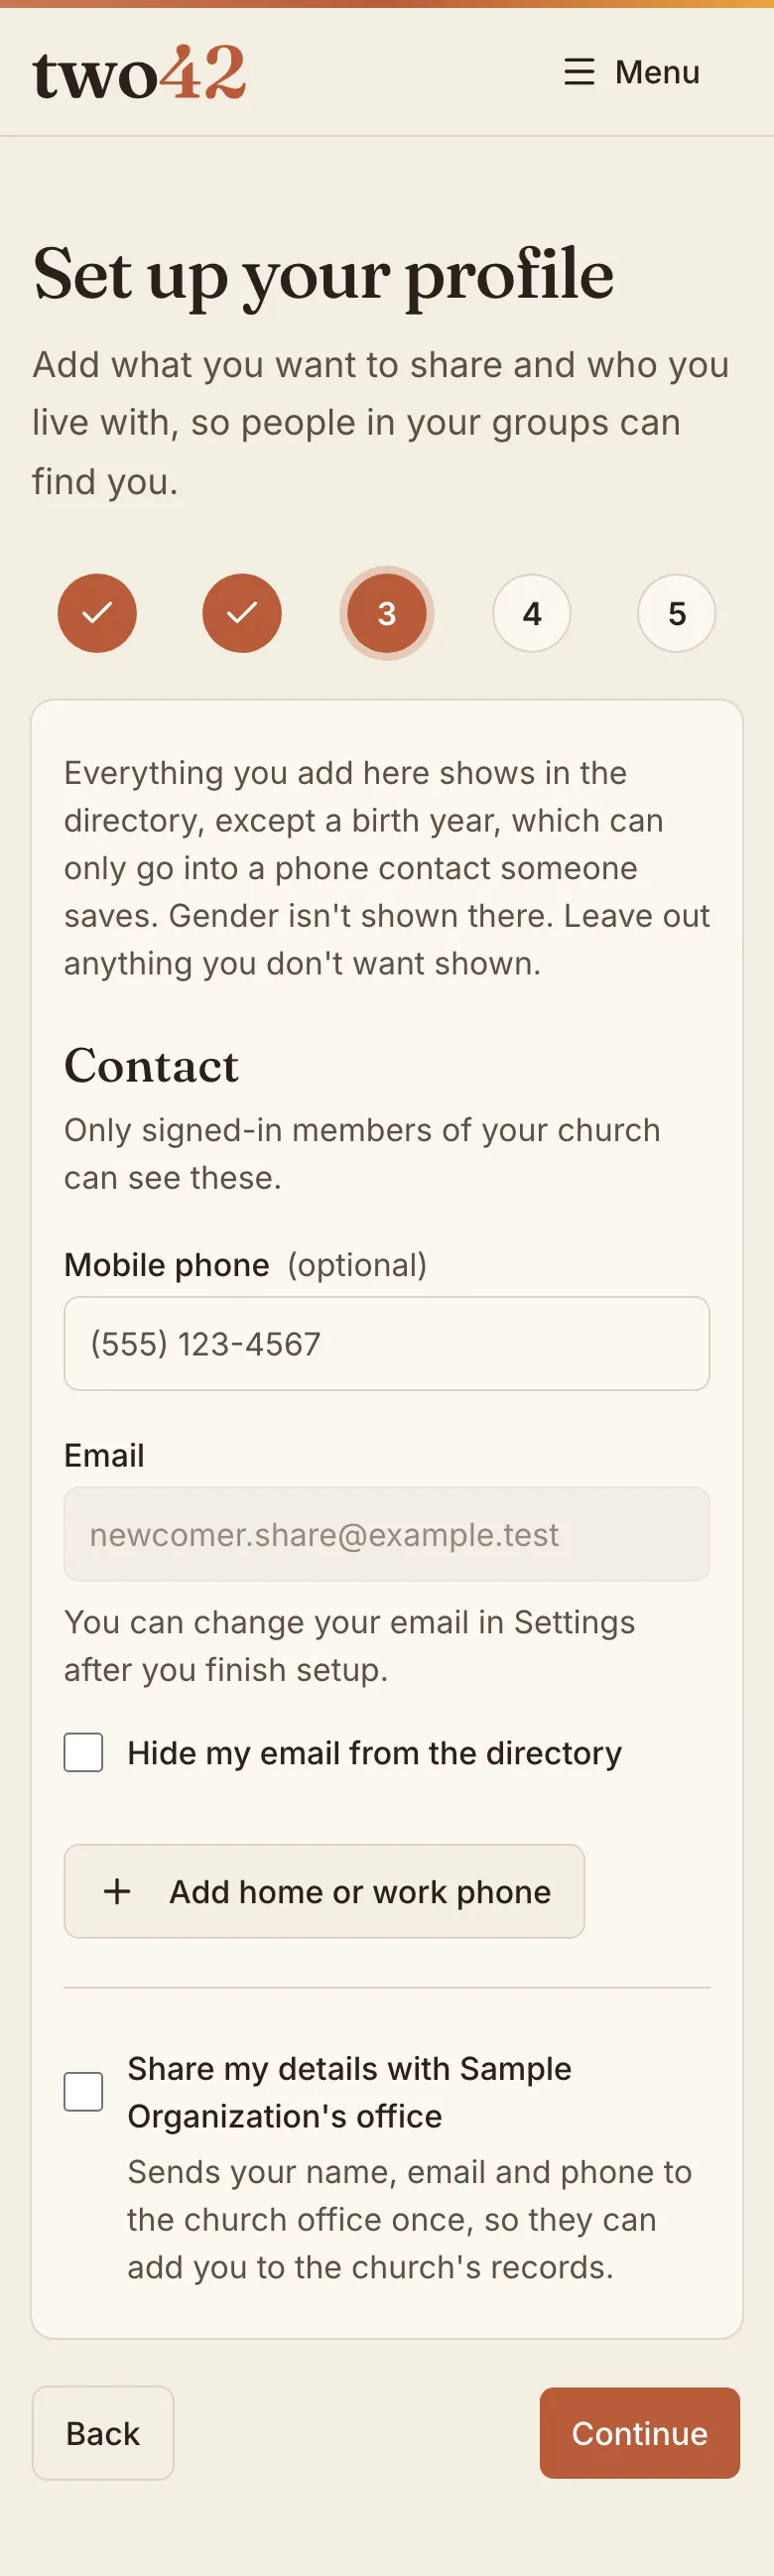 two42
Menu
Set up your profile
Add what you want to share and who you
live with, so people in your groups can
find you.
3
4
5
Everything you add here shows in the
directory, except a birth year, which can
only go into a phone contact someone
saves. Gender isn't shown there. Leave out
anything you don't want shown.
Contact
Only signed-in members of your church
can see these.
Mobile phone (optional)
(555) 123-4567
Email
newcomer.share@example.test
You can change your email in Settings
after you finish setup.
Hide my email from the directory
Add home or work phone
Share my details with Sample
Organization's office
Sends your name, email and phone to
the church office once, so they can
add you to the church's records.
Back
Continue